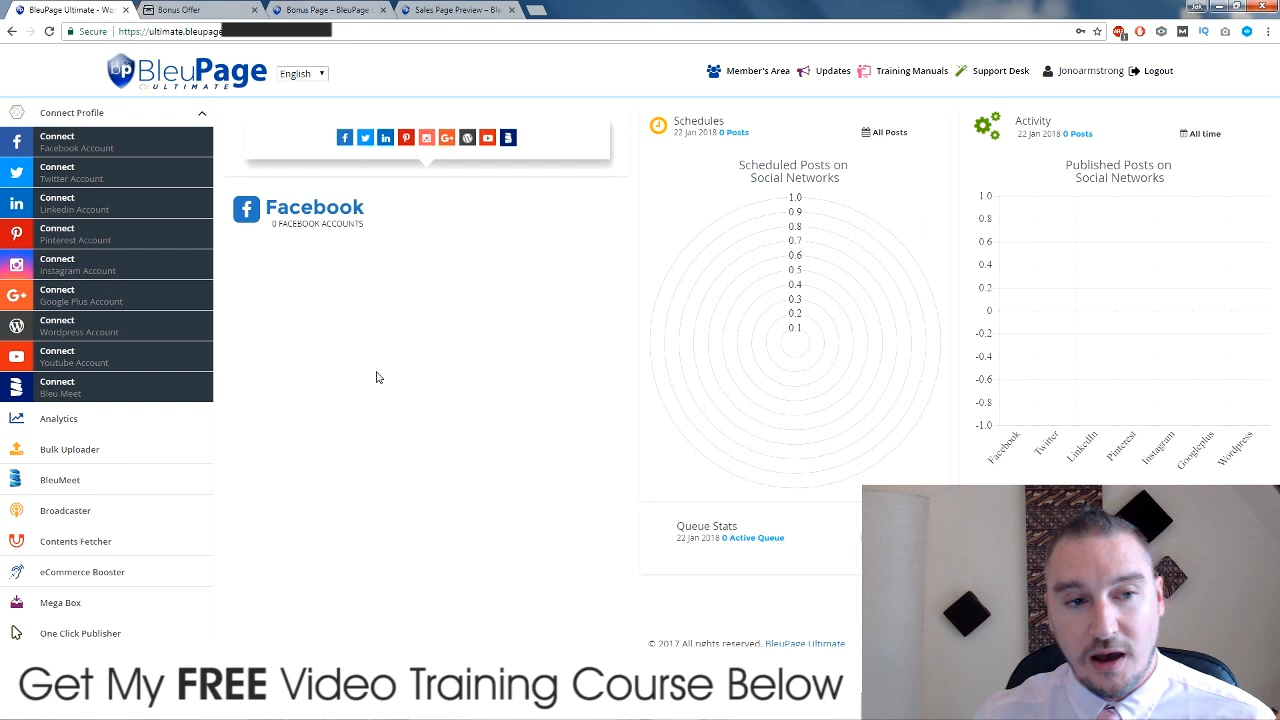 BleuPage Ultimate - Wo
Bonus Offer
Bonus Page – BleuPage U
Sales Page Preview – Ble
Jak
Secure
https://ultimate.bleupage
BleuPage
ULTIMATE
English
Member's Area
Updates
Training Manuals
Support Desk
Jonoarmstrong
Logout
Connect Profile
Connect
Facebook Account
Connect
Twitter Account
Connect
Linkedin Account
Connect
Pinterest Account
Connect
Instagram Account
Connect
Google Plus Account
Connect
Wordpress Account
Connect
Youtube Account
Connect
Bleu Meet
Analytics
Bulk Uploader
BleuMeet
Broadcaster
Contents Fetcher
eCommerce Booster
Mega Box
One Click Publisher
Facebook
0 FACEBOOK ACCOUNTS
Schedules
22 Jan 2018 0 Posts
All Posts
Scheduled Posts on
Social Networks
1.0
0.9
0.8
0.7
0.6
0.5
0.4
0.3
0.2
0.1
Queue Stats
22 Jan 2018 0 Active Queue
Activity
22 Jan 2018 0 Posts
All time
Published Posts on
Social Networks
1.0
0.8
0.6
0.4
0.2
0
-0.2
-0.4
-0.6
-0.8
-1.0
Facebook
Twitter
LinkedIn
Pinterest
Instagram
Googleplus
Wordpress
© 2017 All rights reserved. BleuPage Ultimate
Get My FREE Video Training Course Below